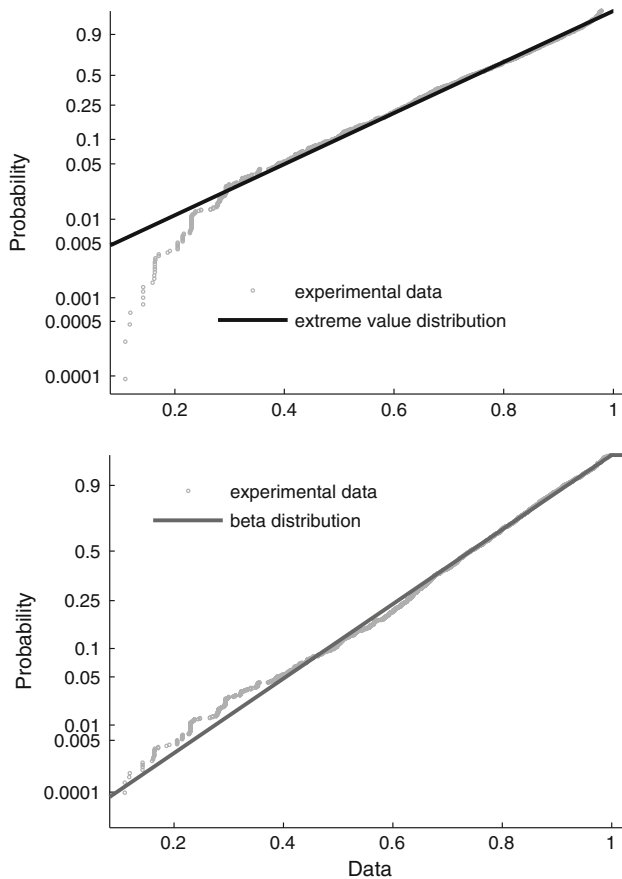 0.9
0.5
0.25
0.1
0.05
0.01
0.005
0.001
0.0005
0.0001
Probability
experimental data
extreme value distribution
0.2 0.4 0.6 0.8 1
experimental data
beta distribution
0.9
0.5
0.25
0.1
0.05
0.01
0.005
0.0001
Probability
0.2 0.4 0.6 0.8 1
Data